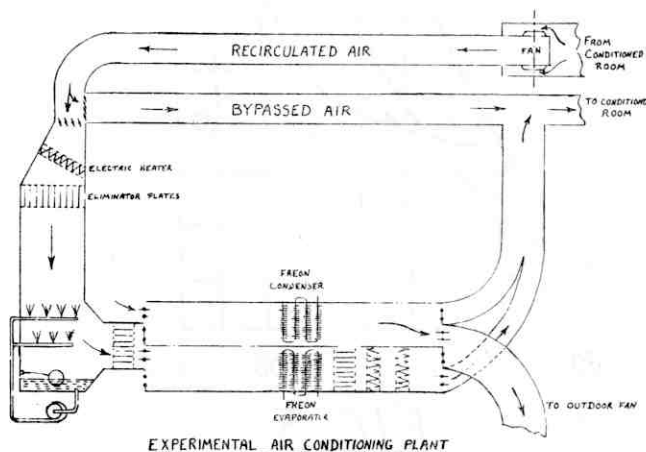 RECIRCULATED AIR
FAN
FROM
CONDITIONED
ROOM
BYPASSED AIR
TO CONDITIONED
ROOM
ELECTRIC HEATER
ELIMINATOR PLATES
FREON
CONDENSER
FREON
EVAPORATOR
TO OUTDOOR FAN
EXPERIMENTAL AIR CONDITIONING PLANT